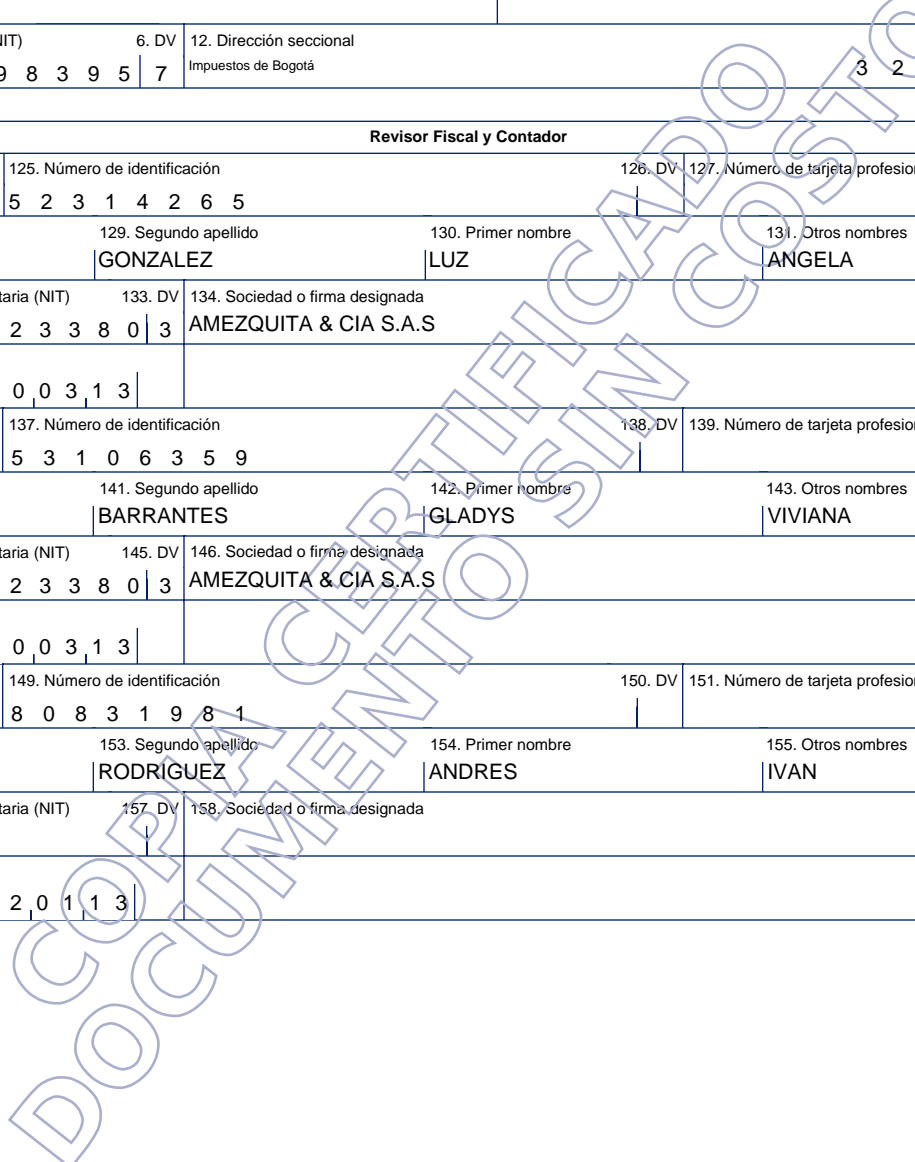 NIT) 6. DV 12. Dirección seccional
9 8 3 9 5 7 Impuestos de Bogotá 3 2
Revisor Fiscal y Contador
125. Número de identificación 126. DV 127. Número de tarjeta profesion
5 2 3 1 4 2 6 5
129. Segundo apellido 130. Primer nombre 131. Otros nombres
GONZALEZ LUZ ANGELA
taria (NIT) 133. DV 134. Sociedad o firma designada
2 3 3 8 0 3 AMEZQUITA & CIA S.A.S
0 0 3 1 3
137. Número de identificación 138. DV 139. Número de tarjeta profesion
5 3 1 0 6 3 5 9
141. Segundo apellido 142. Primer nombre 143. Otros nombres
BARRANTES GLADYS VIVIANA
taria (NIT) 145. DV 146. Sociedad o firma designada
2 3 3 8 0 3 AMEZQUITA & CIA S.A.S
0 0 3 1 3
149. Número de identificación 150. DV 151. Número de tarjeta profesion
8 0 8 3 1 9 8 1
153. Segundo apellido 154. Primer nombre 155. Otros nombres
RODRIGUEZ ANDRES IVAN
taria (NIT) 157. DV 158. Sociedad o firma designada
2 0 1 1 3
COPIA CERTIFICADO
DOCUMENTO SIN COSTO